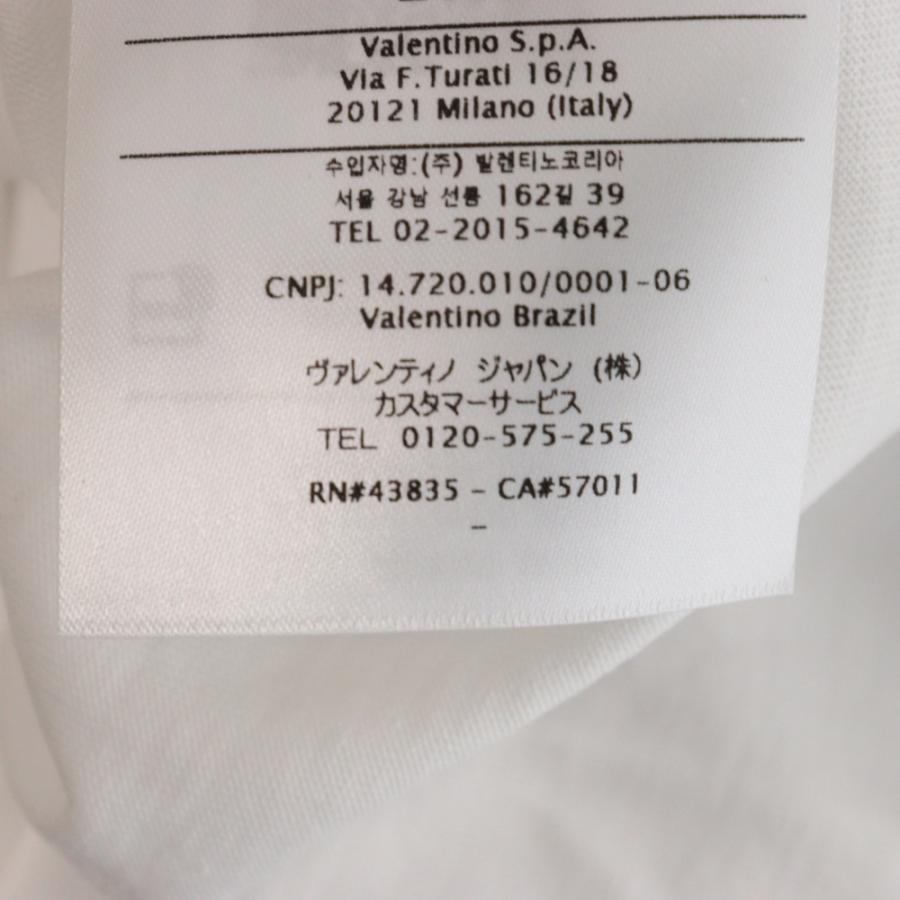 Valentino S.p.A.
Via F.Turati 16/18
20121 Milano (Italy)
수입자명:(주) 발렌티노코리아
서울 강남 선릉 162길 39
TEL 02-2015-4642
CNPJ: 14.720.010/0001-06
Valentino Brazil
ヴァレンティノ ジャパン (株)
カスタマーサービス
TEL 0120-575-255
RN#43835 - CA#57011
-